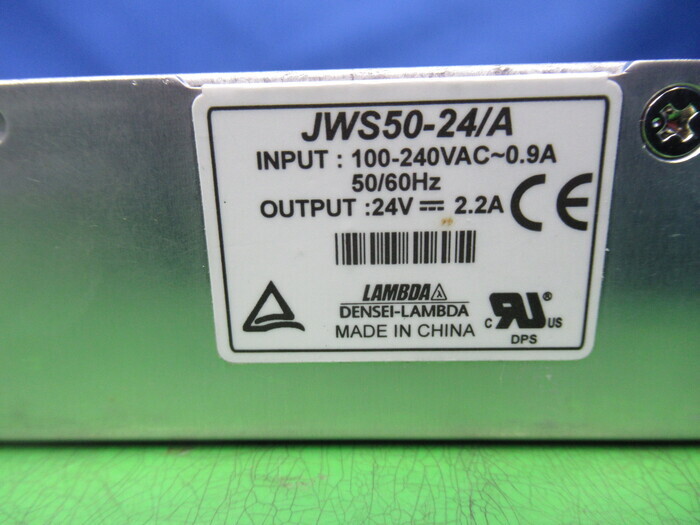 JWS50-24/A
INPUT : 100-240VAC~0.9A
50/60Hz
OUTPUT :24V ⎓ 2.2A
CE
LAMBDA
DENSEI-LAMBDA
MADE IN CHINA
C RU ® US
DPS